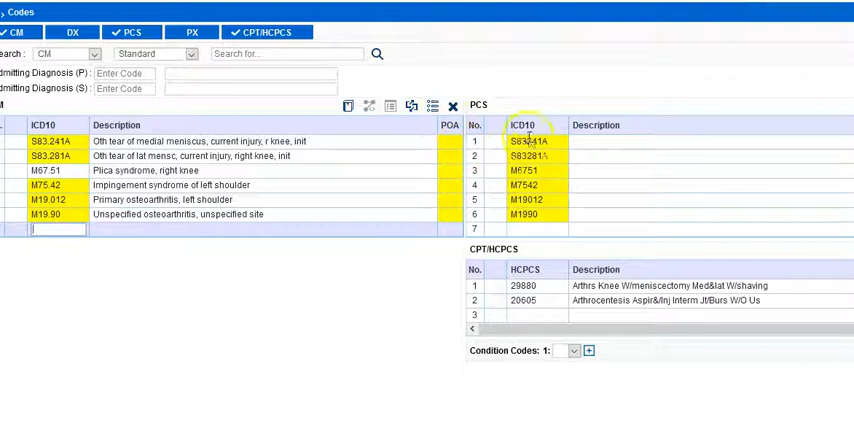 Codes
CM DX PCS PX CPT/HCPCS
earch : CM Standard Search for...
dmitting Diagnosis (P) : Enter Code
dmitting Diagnosis (S) : Enter Code
M
ICD10 Description POA
S83.241A Oth tear of medial meniscus, current injury, r knee, init
S83.281A Oth tear of lat mensc, current injury, right knee, init
M67.51 Plica syndrome, right knee
M75.42 Impingement syndrome of left shoulder
M19.012 Primary osteoarthritis, left shoulder
M19.90 Unspecified osteoarthritis, unspecified site
PCS
No. ICD10 Description
1 S83241A
2 S83281A
3 M6751
4 M7542
5 M19012
6 M1990
7
CPT/HCPCS
No. HCPCS Description
1 29880 Arthrs Knee W/meniscectomy Med&lat W/shaving
2 20605 Arthrocentesis Aspir&/Inj Interm Jt/Burs W/O Us
3
Condition Codes: 1: